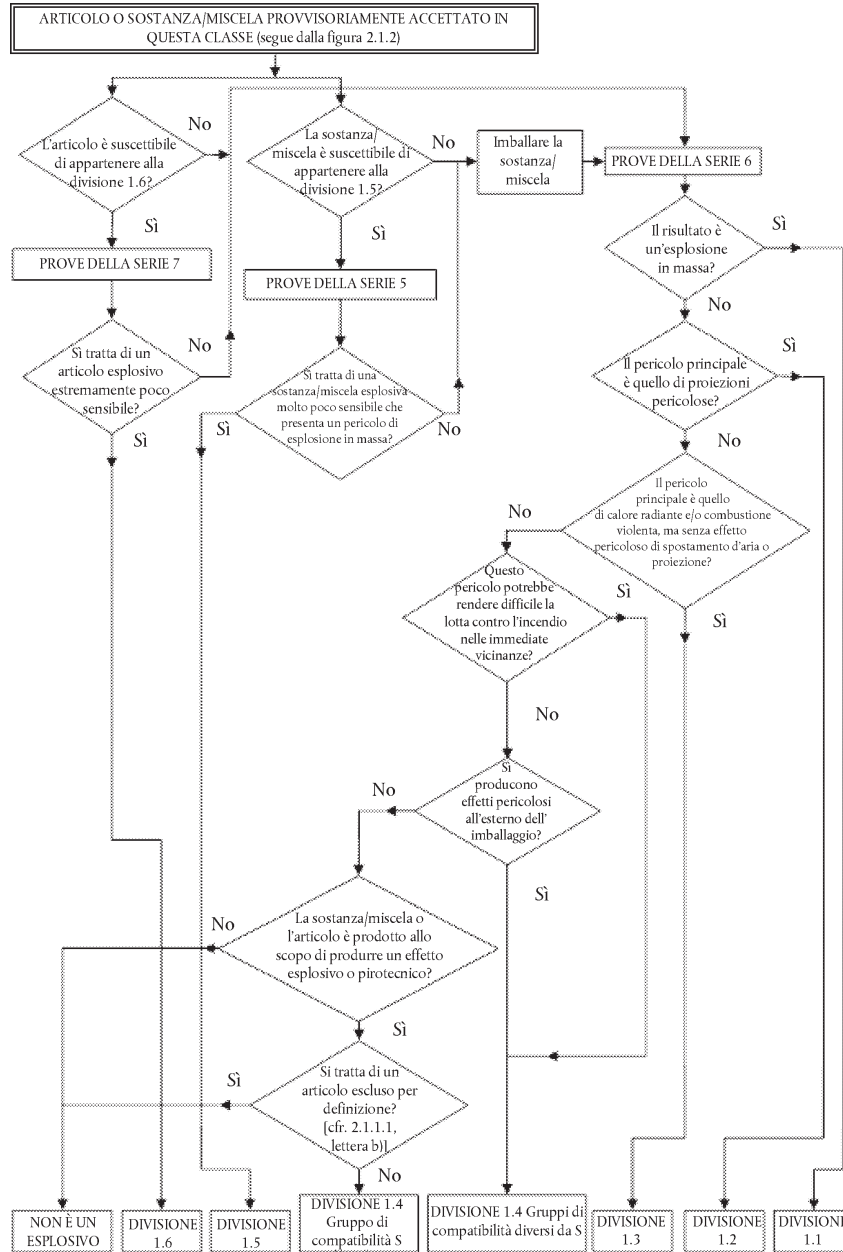 ARTICOLO O SOSTANZA/MISCELA PROVVISORIAMENTE ACCETTATO IN
QUESTA CLASSE (segue dalla figura 2.1.2)
L'articolo è suscettibile
di appartenere alla
divisione 1.6?
No
Sì
La
sostanza/
miscela è suscettibile di
appartenere alla
divisione 1.5?
No
Sì
Imballare la
sostanza/
miscela
PROVE DELLA SERIE 6
PROVE DELLA SERIE 7
PROVE DELLA SERIE 5
Il risultato è
un'esplosione
in massa?
Sì
No
Sì tratta di un
articolo esplosivo
estremamente poco
sensibile?
No
Sì
Sì tratta di una
sostanza/miscela esplosiva
molto poco sensibile che
presenta un pericolo di
esplosione in massa?
Sì
No
Il pericolo principale
è quello di proiezioni
pericolose?
Sì
No
Il pericolo
principale è quello
di calore radiante e/o combustione
violenta, ma senza effetto
pericoloso di spostamento d'aria o
proiezione?
No
Sì
Questo
pericolo potrebbe
rendere difficile la
lotta contro l'incendio
nelle immediate
vicinanze?
Sì
No
Sì
producono
effetti pericolosi
all'esterno dell'
imballaggio?
No
Sì
La sostanza/miscela o
l'articolo è prodotto allo
scopo di produrre un effetto
esplosivo o pirotecnico?
No
Sì
Si tratta di un
articolo escluso per
definizione?
[cfr. 2.1.1.1,
lettera b)]
Sì
No
NON È UN
ESPLOSIVO
DIVISIONE
1.6
DIVISIONE
1.5
DIVISIONE 1.4
Gruppo di
compatibilità S
DIVISIONE 1.4 Gruppi di
compatibilità diversi da S
DIVISIONE
1.3
DIVISIONE
1.2
DIVISIONE
1.1